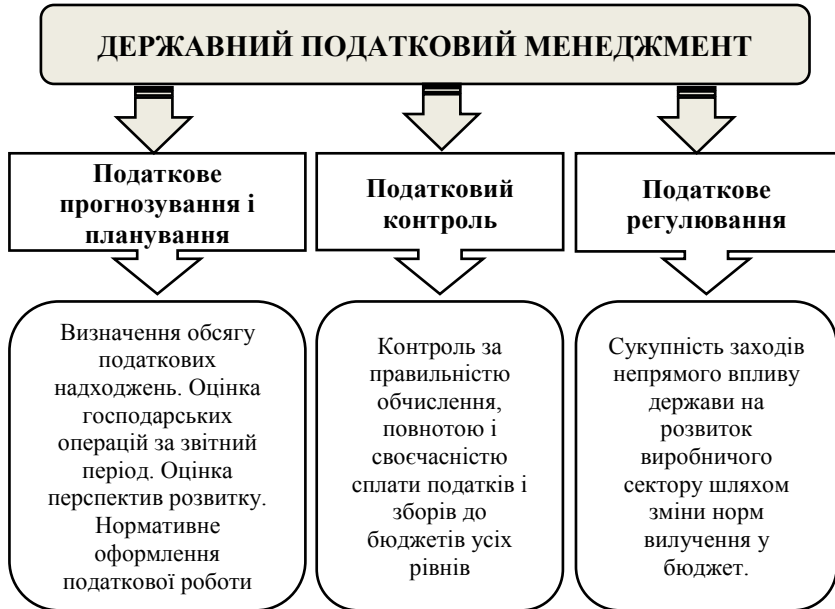 ДЕРЖАВНИЙ ПОДАТКОВИЙ МЕНЕДЖМЕНТ
Податкове
прогнозування і
планування
Податковий
контроль
Податкове
регулювання
Визначення обсягу
податкових
надходжень. Оцінка
господарських
операцій за звітний
період. Оцінка
перспектив розвитку.
Нормативне
оформлення
податкової роботи
Контроль за
правильністю
обчислення,
повнотою і
своєчасністю
сплати податків і
зборів до
бюджетів усіх
рівнів
Сукупність заходів
непрямого впливу
держави на
розвиток
виробничого
сектору шляхом
зміни норм
вилучення у
бюджет.